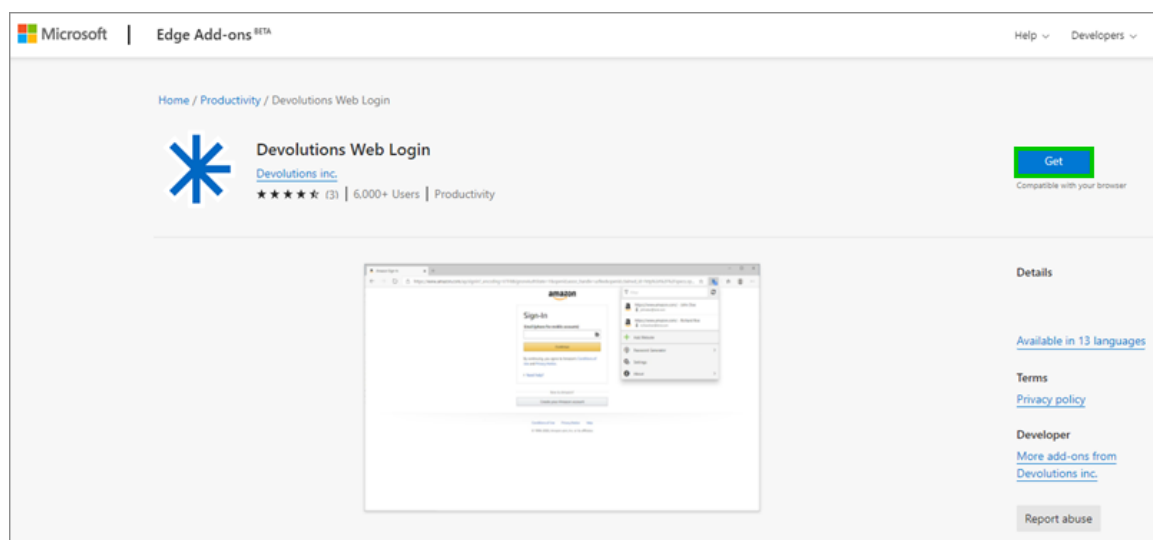 Microsoft | Edge Add-ons BETA
Help Developers
Home / Productivity / Devolutions Web Login
Devolutions Web Login
Devolutions inc.
(3) | 6,000+ Users | Productivity
Get
Compatible with your browser
Details
Available in 13 languages
Terms
Privacy policy
Developer
More add-ons from
Devolutions inc.
Report abuse
amazon
Sign-In